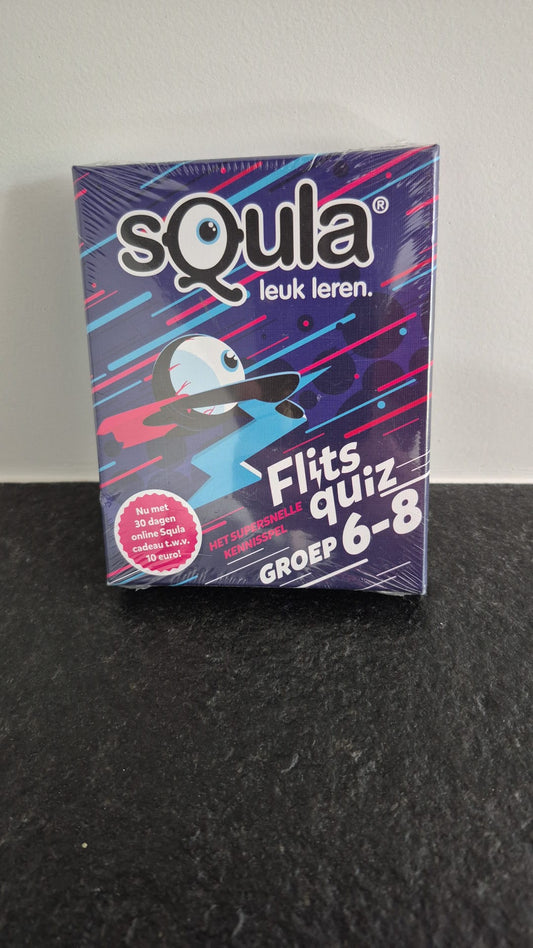 sQula®
leuk leren.
Flits
quiz
HET SUPERSNELLE
KENNISSPEL
GROEP 6-8
Nu met
30 dagen
online Squla
cadeau t.w.v.
10 euro!